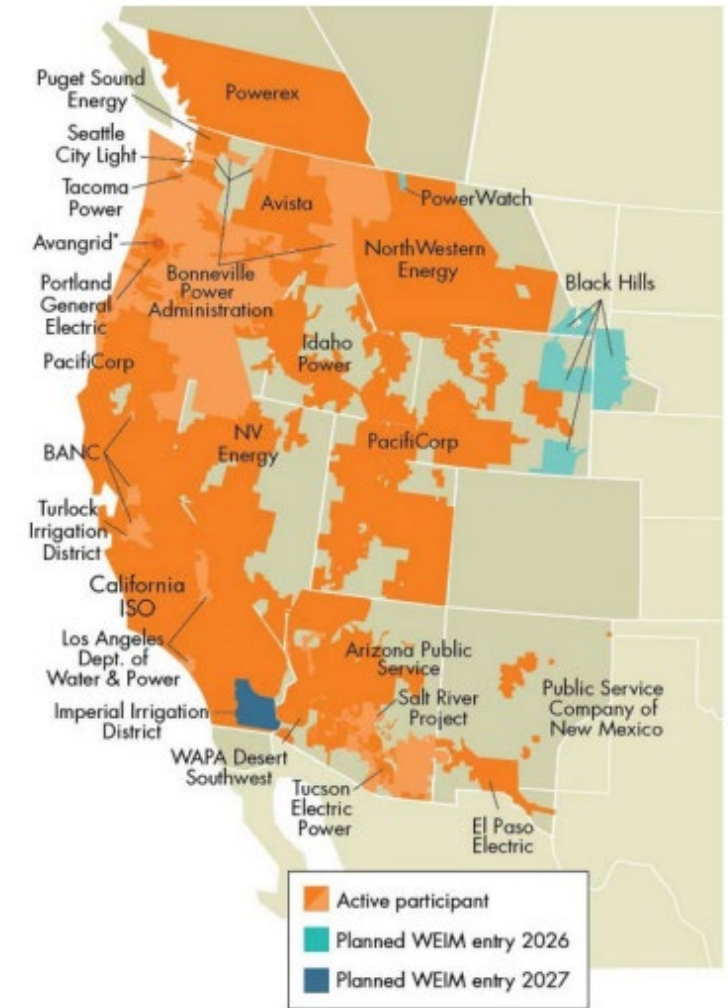 Puget Sound
Energy
Powerex
Seattle
City Light
Tacoma
Power
Avista
PowerWatch
Avangrid*
NorthWestern
Energy
Bonneville
Power
Administration
Black Hills
Portland
General
Electric
Idaho
Power
PacifiCorp
NV
Energy
PacifiCorp
BANC
Turlock
Irrigation
District
California
ISO
Los Angeles
Dept. of
Water & Power
Arizona Public
Service
Salt River
Project
Public Service
Company of
New Mexico
Imperial Irrigation
District
WAPA Desert
Southwest
Tucson
Electric
Power
El Paso
Electric
Active participant
Planned WEIM entry 2026
Planned WEIM entry 2027